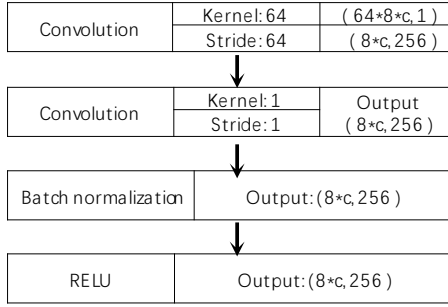 Convolution
Kernel:64
(64*8*c,1)
Stride:64
(8*c,256)
Convolution
Kernel:1
Output
Stride:1
(8*c,256)
Batch normalization
Output:(8*c,256)
RELU
Output:(8*c,256)